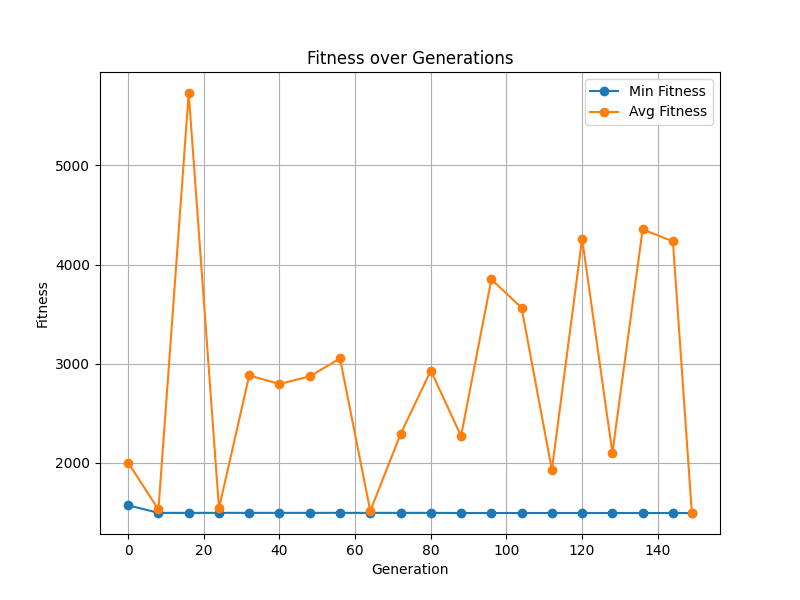 Fitness over Generations
Min Fitness
Avg Fitness
5000
4000
3000
2000
Fitness
0 20 40 60 80 100 120 140
Generation